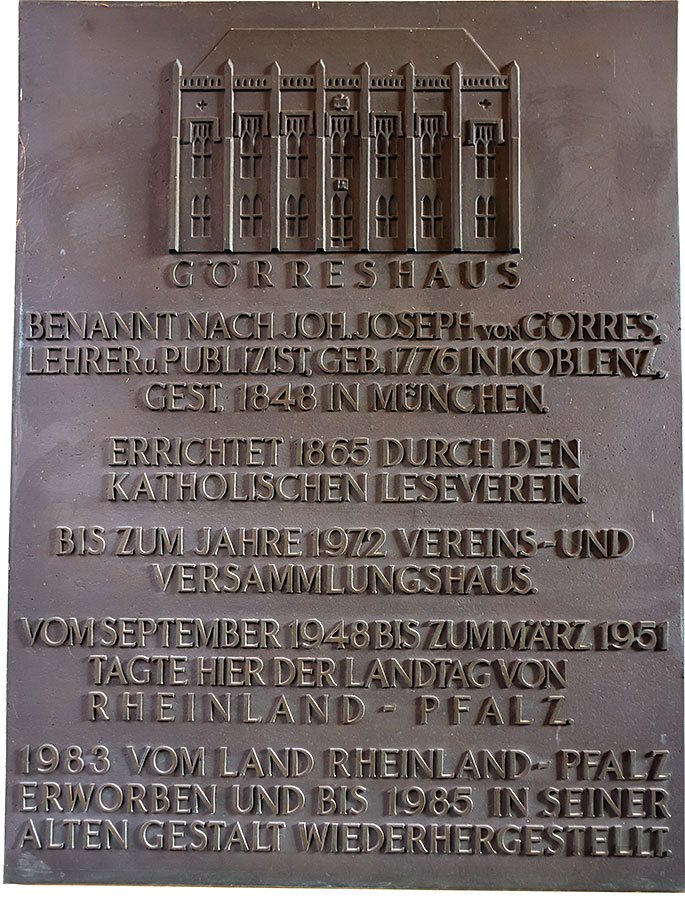 GÖRRESHAUS
BENANNT NACH JOH. JOSEPH VON GÖRRES,
LEHRER u. PUBLIZIST, GEB. 1776 IN KOBLENZ,
GEST. 1848 IN MÜNCHEN.
ERRICHTET 1865 DURCH DEN
KATHOLISCHEN LESEVEREIN.
BIS ZUM JAHRE 1972 VEREINS-UND
VERSAMMLUNGSHAUS.
VOM SEPTEMBER 1948 BIS ZUM MÄRZ 1951
TAGTE HIER DER LANDTAG VON
RHEINLAND-PFALZ.
1983 VOM LAND RHEINLAND-PFALZ
ERWORBEN UND BIS 1985 IN SEINER
ALTEN GESTALT WIEDERHERGESTELLT.